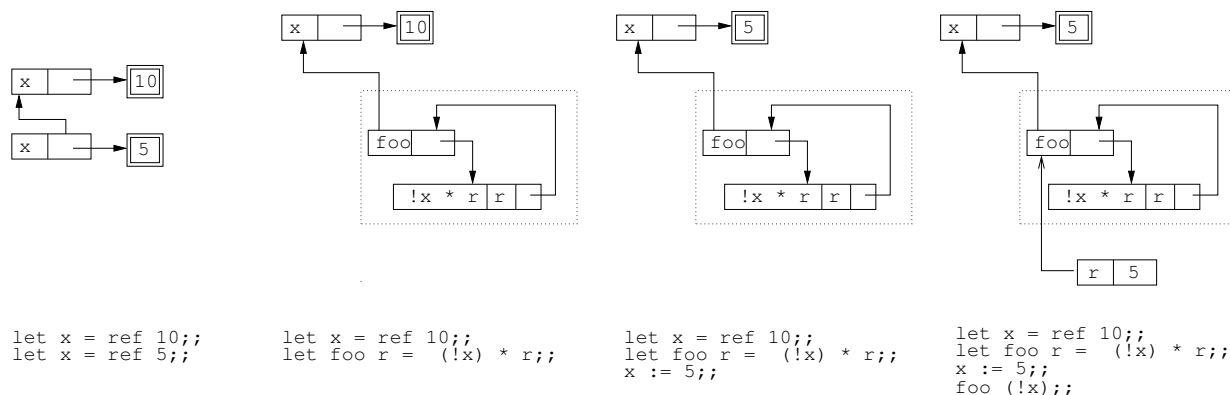 x 10
x 5
let x = ref 10;;
let x = ref 5;;
x 10
foo
!x * r r
let x = ref 10;;
let foo r =  (!x) * r;;
x 5
foo
!x * r r
let x = ref 10;;
let foo r =  (!x) * r;;
x := 5;;
x 5
foo
!x * r r
r 5
let x = ref 10;;
let foo r =  (!x) * r;;
x := 5;;
foo (!x);;